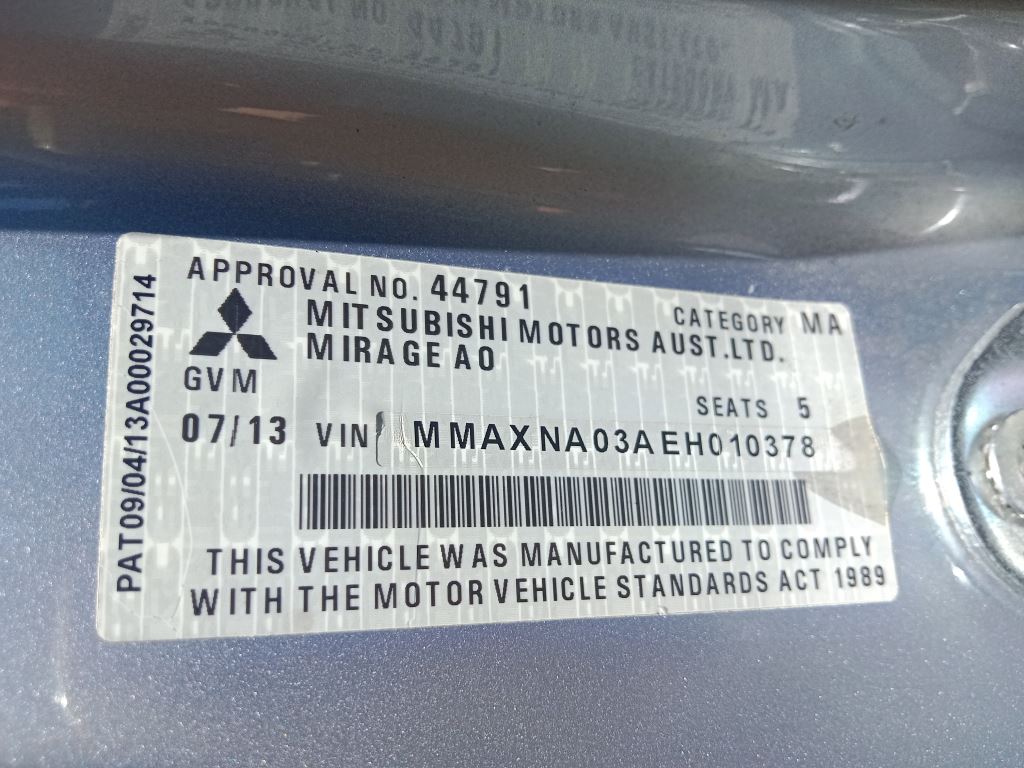 APPROVAL NO. 44791
CATEGORY MA
MITSUBISHI MOTORS AUST.LTD.
MIRAGE AO
GVM
SEATS 5
07/13 VIN MMAXNA03AEH010378
THIS VEHICLE WAS MANUFACTURED TO COMPLY
WITH THE MOTOR VEHICLE STANDARDS ACT 1989
PAT09/04/13A00029714